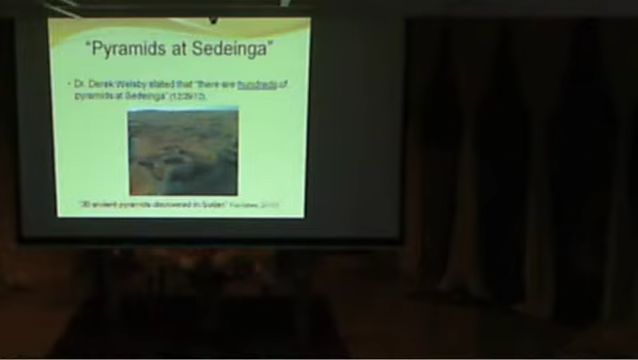 "Pyramids at Sedeinga"
• Dr. Derek Welsby stated that "there are hundreds of
pyramids at Sedeinga"
"35 ancient pyramids discovered in Sudan"